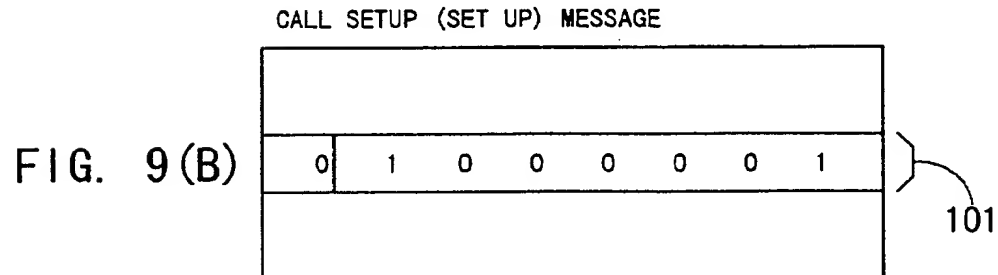 CALL SETUP (SET UP) MESSAGE
FIG. 9(B) 0 1 0 0 0 0 0 1
101